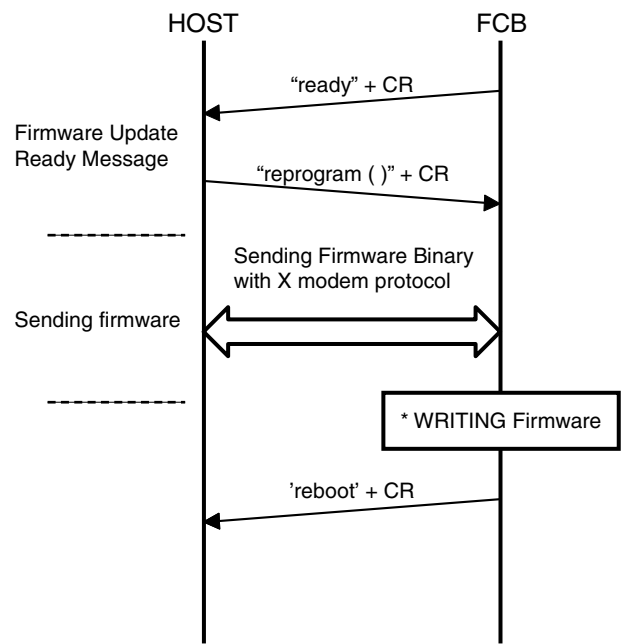 HOST
FCB
“ready” + CR
Firmware Update
Ready Message
“reprogram ( )” + CR
Sending Firmware Binary
with X modem protocol
Sending firmware
* WRITING Firmware
’reboot’ + CR